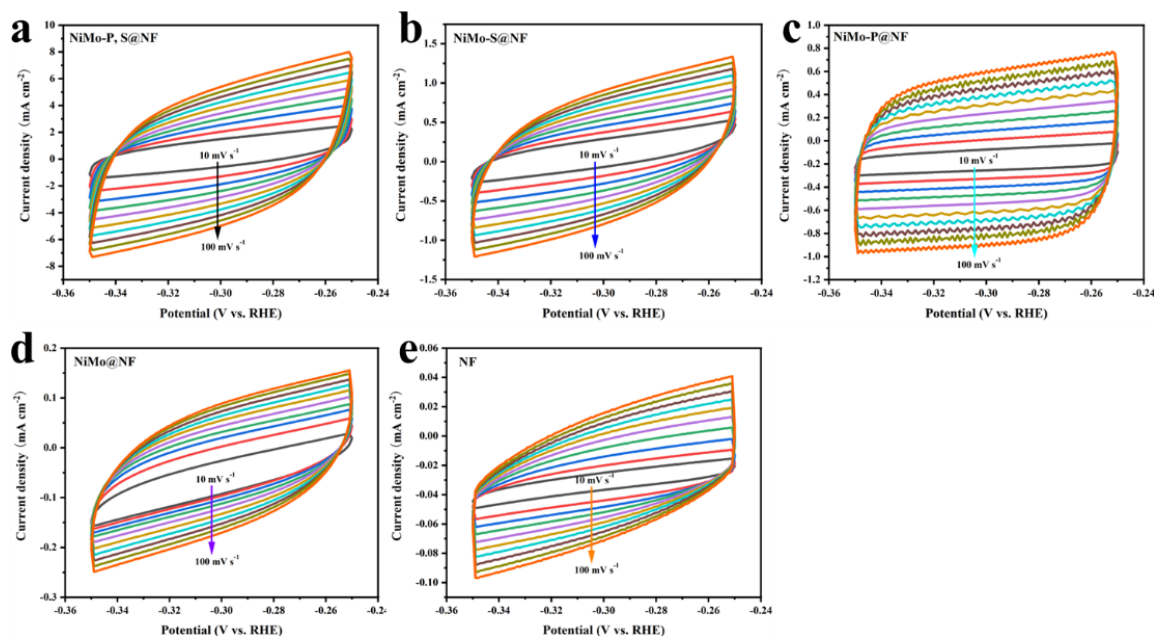 a
NiMo-P, S@NF
Current density (mA cm-2)
8
6
4
2
0
-2
-4
-6
-8
10 mV s-1
100 mV s-1
-0.36 -0.34 -0.32 -0.30 -0.28 -0.26 -0.24
Potential (V vs. RHE)
b
NiMo-S@NF
Current density (mA cm-2)
1.5
1.0
0.5
0.0
-0.5
-1.0
-1.5
10 mV s-1
100 mV s-1
-0.36 -0.34 -0.32 -0.30 -0.28 -0.26 -0.24
Potential (V vs. RHE)
c
NiMo-P@NF
Current density (mA cm-2)
1.2
1.0
0.8
0.6
0.4
0.2
0.0
-0.2
-0.4
-0.6
-0.8
-1.0
-1.2
10 mV s-1
100 mV s-1
-0.36 -0.34 -0.32 -0.30 -0.28 -0.26 -0.24
Potential (V vs. RHE)
d
NiMo@NF
Current density (mA cm-2)
0.2
0.1
0.0
-0.1
-0.2
-0.3
10 mV s-1
100 mV s-1
-0.36 -0.34 -0.32 -0.30 -0.28 -0.26 -0.24
Potential (V vs. RHE)
e
NF
Current density (mA cm-2)
0.06
0.04
0.02
0.00
-0.02
-0.04
-0.06
-0.08
-0.10
10 mV s-1
100 mV s-1
-0.36 -0.34 -0.32 -0.30 -0.28 -0.26 -0.24
Potential (V vs. RHE)